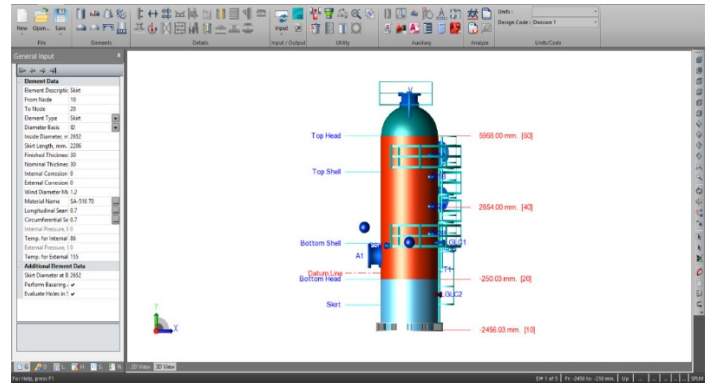 New Open... Save
Input
Units :
Design Code : Division 1
File Elements Details Input / Output Utility Auxiliary Analyze Units/Code
General Input
Element Data
Element Descriptic Skirt
From Node 10
To Node 20
Element Type Skirt
Diameter Basis ID
Inside Diameter, m 2652
Skirt Length, mm. 2206
Finished Thicknes: 30
Nominal Thicknes: 30
Internal Corrosion 0
External Corrosion 0
Wind Diameter Mu 1.2
Material Name SA-516 70
Longitudinal Seam 0.7
Circumferential Se 0.7
Internal Pressure, 0
Temp. for Internal 86
External Pressure, 0
Temp. for External 155
Additional Element Data
Skirt Diameter at B 2652
Perform Basering
Evaluate Holes in S
Top Head 5958.00 mm. [50]
Top Shell
2654.00 mm. [40]
Bottom Shell
A1
Datum Line
Bottom Head -250.03 mm. [20]
LT1
LGUC2
Skirt
-2456.03 mm. [10]
Y
X
2D View 3D View
For Help, press F1